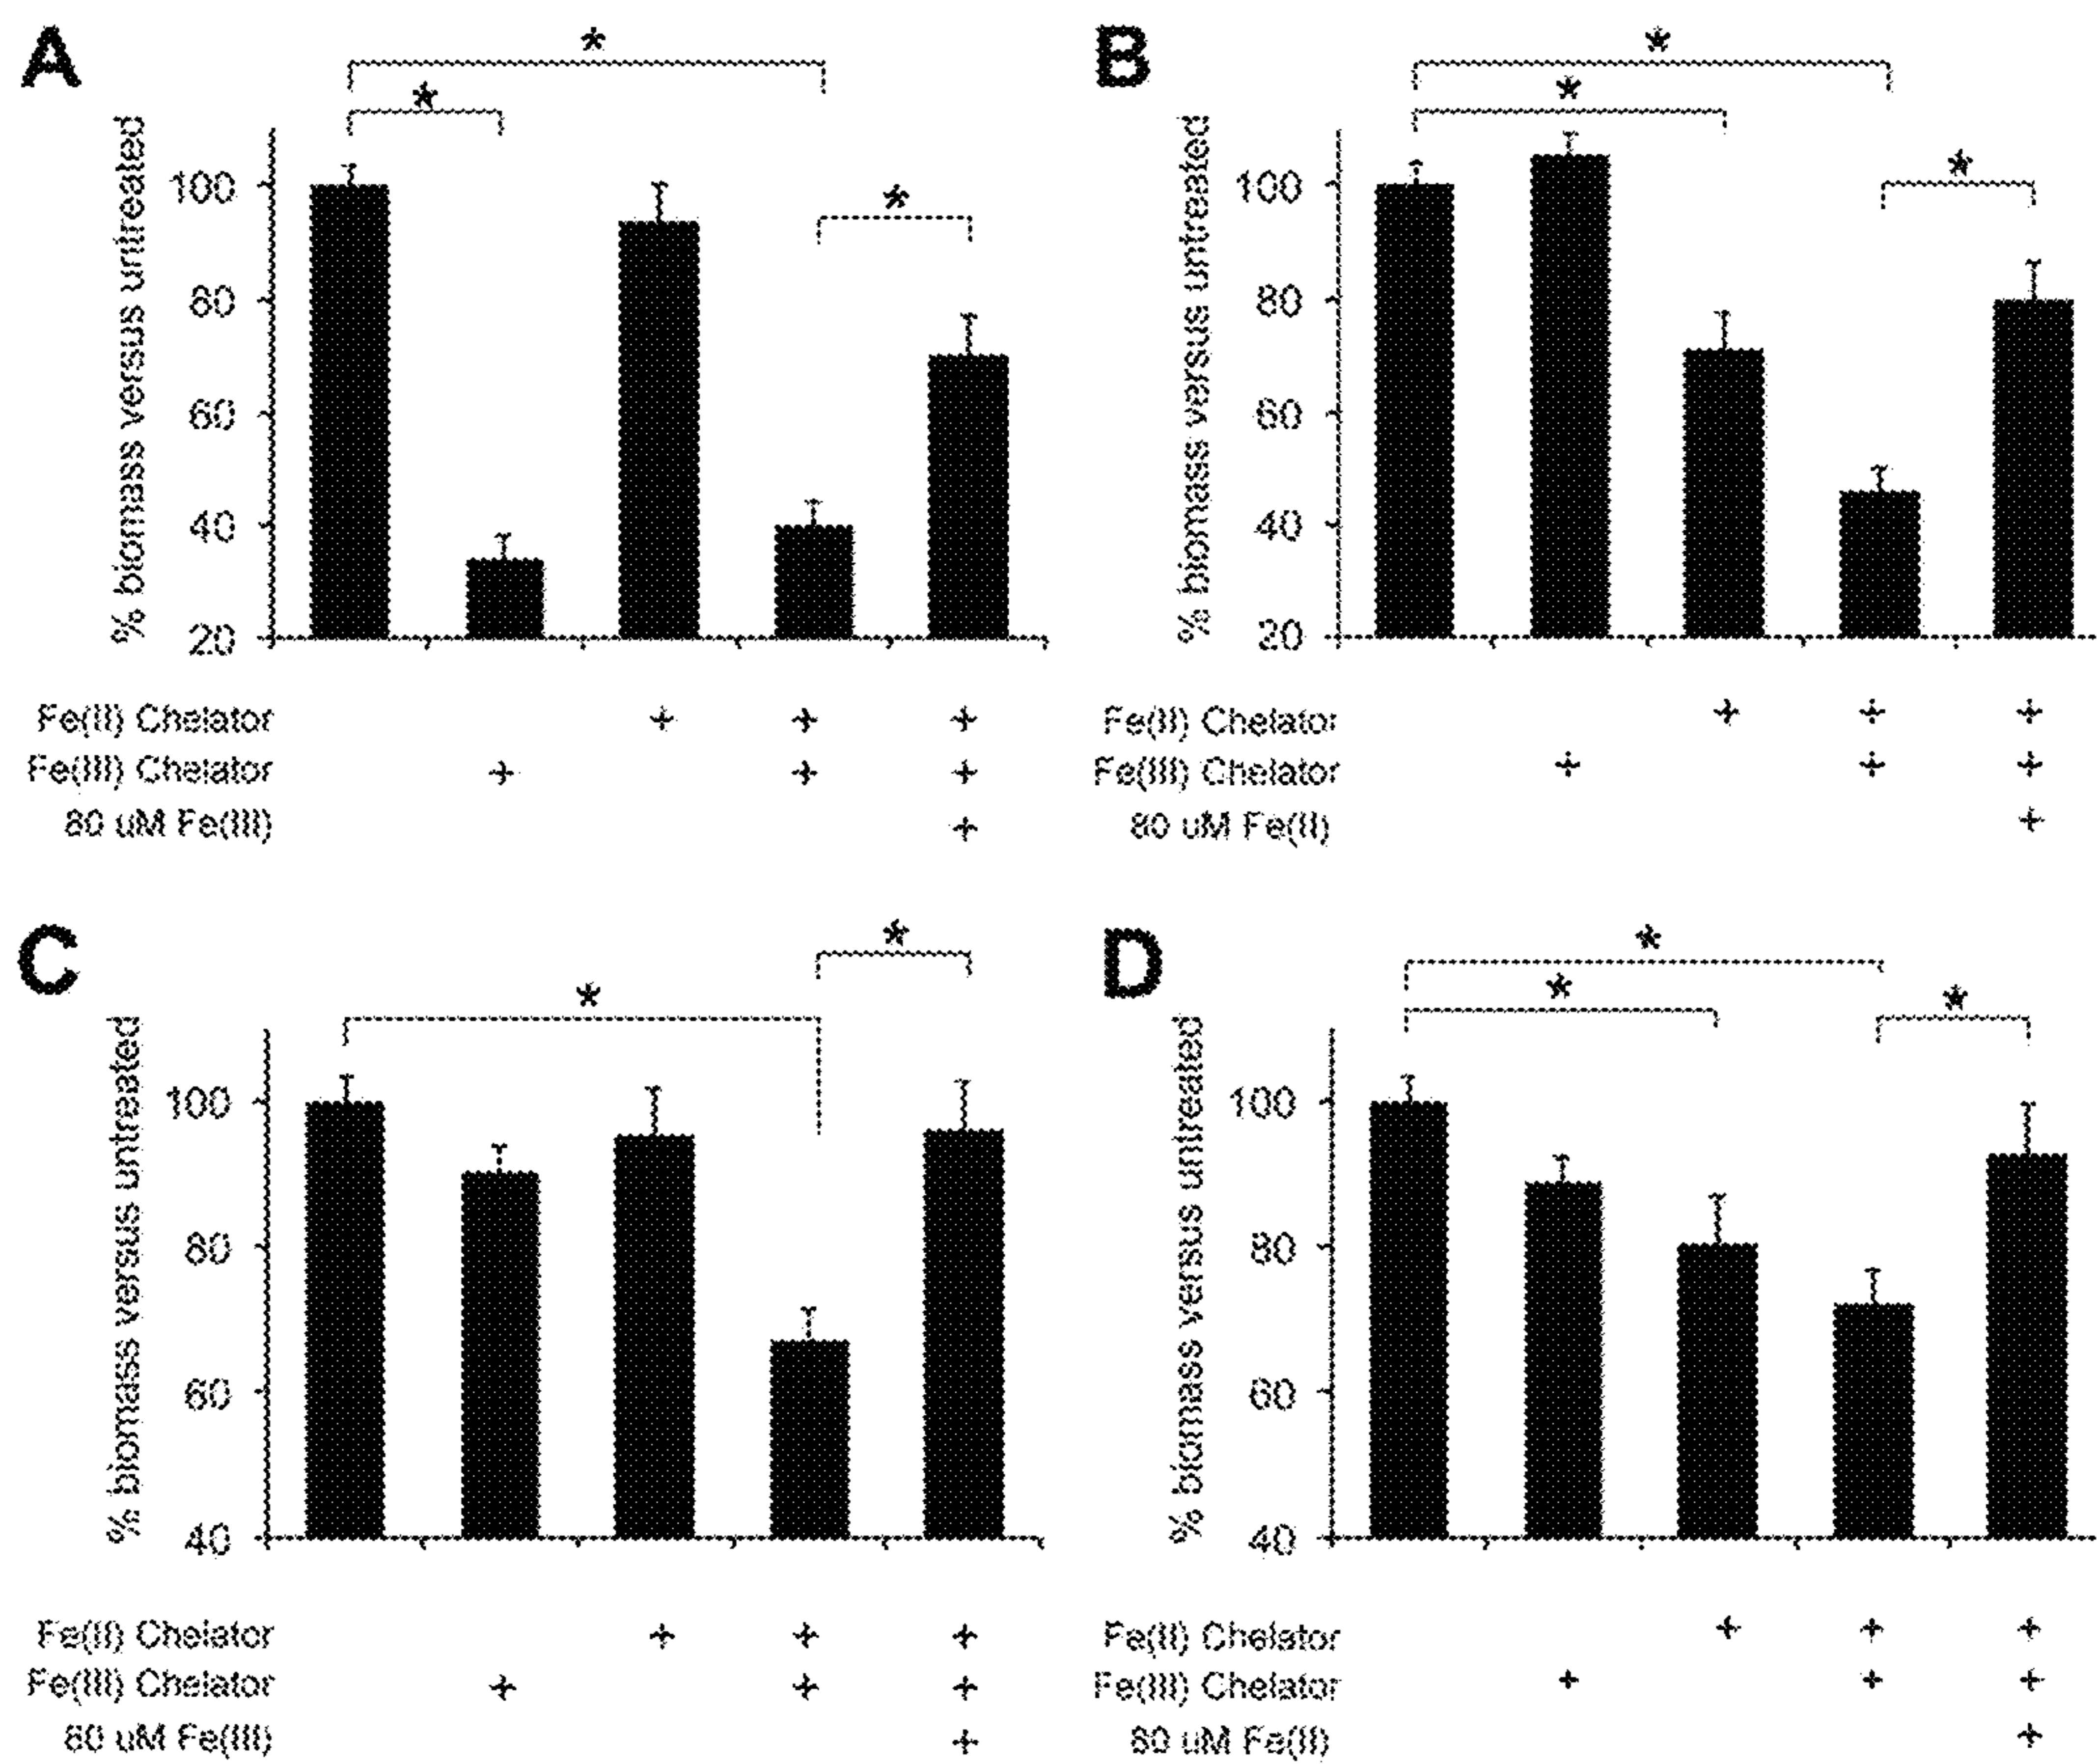 A
*
*
% biomass versus untreated
100
*
80
60
40
20
Fe(II) Chelator + + +
Fe(III) Chelator + + +
80 uM Fe(III) +
B
*
*
% biomass versus untreated
100
*
80
60
40
20
Fe(II) Chelator + + +
Fe(III) Chelator + + +
80 uM Fe(II) +
C
*
*
% biomass versus untreated
100
80
60
40
Fe(II) Chelator + + +
Fe(III) Chelator + + +
80 uM Fe(III) +
D
*
*
*
% biomass versus untreated
100
80
60
40
Fe(II) Chelator + + +
Fe(III) Chelator + + +
80 uM Fe(II) +